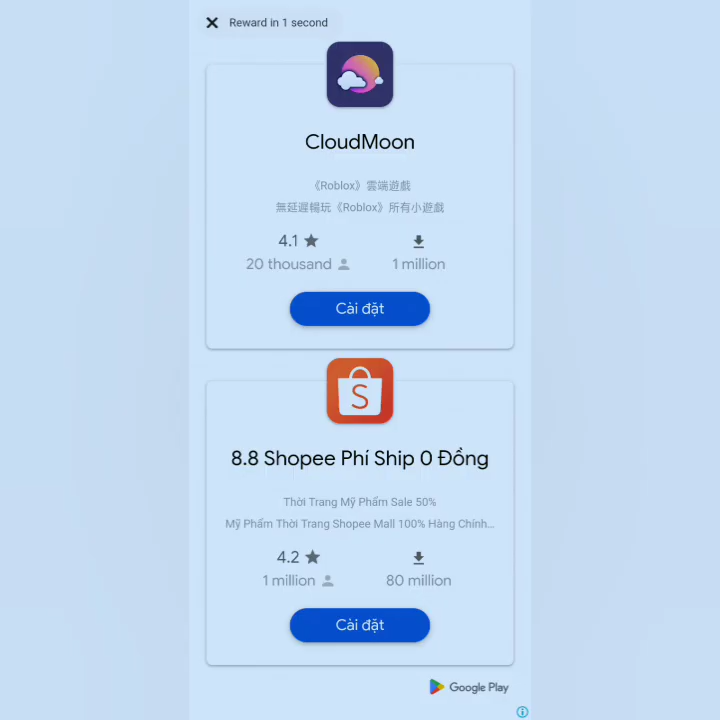 Reward in 1 second
CloudMoon
《Roblox》雲端遊戲
無延遲暢玩《Roblox》所有小遊戲
4.1
20 thousand
1 million
Cài đặt
S
8.8 Shopee Phí Ship 0 Đồng
Thời Trang Mỹ Phẩm Sale 50%
Mỹ Phẩm Thời Trang Shopee Mall 100% Hàng Chính...
4.2
1 million
80 million
Cài đặt
Google Play